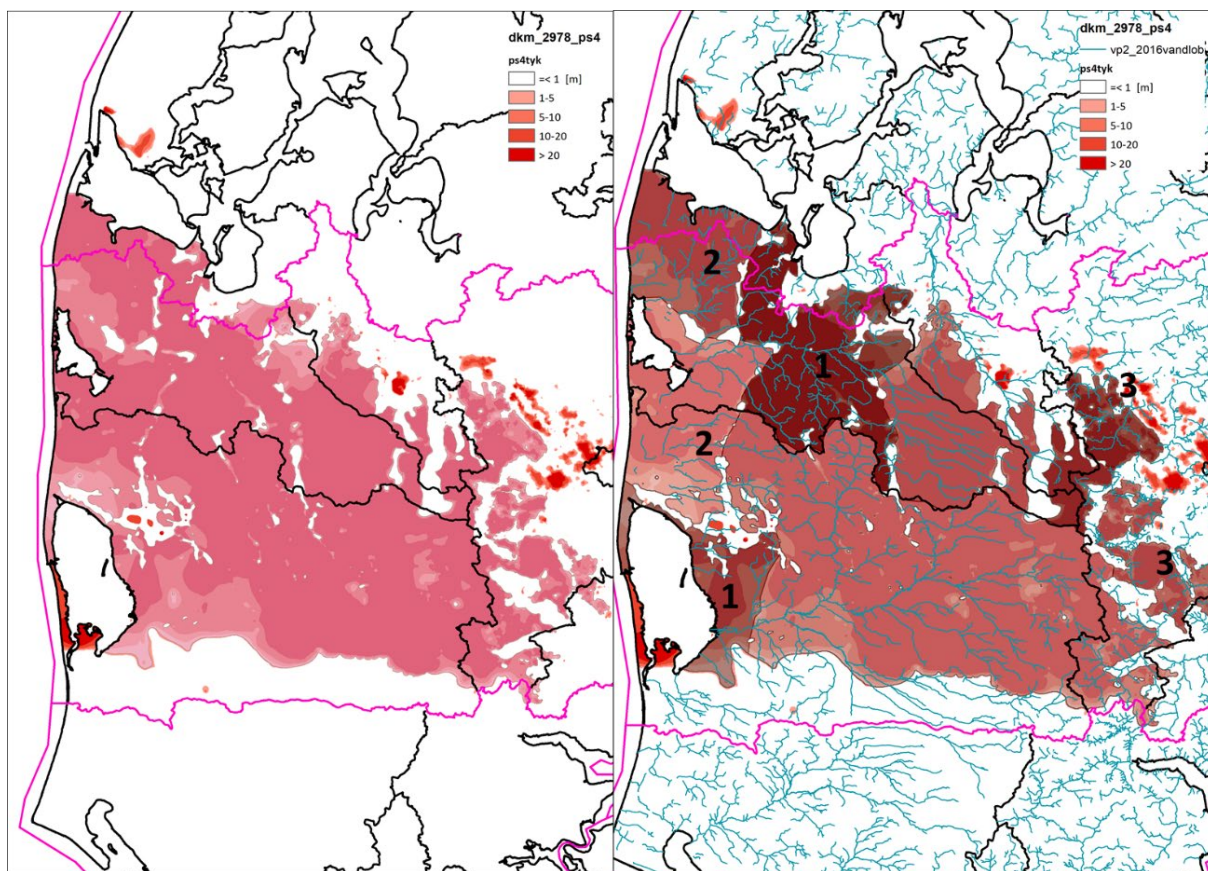 dkm_2978_ps4
ps4tyk
=< 1 [m]
1-5
5-10
10-20
> 20
dkm_2978_ps4
vp2_2016vandløb
ps4tyk
=< 1 [m]
1-5
5-10
10-20
> 20
2
1
3
2
3
1